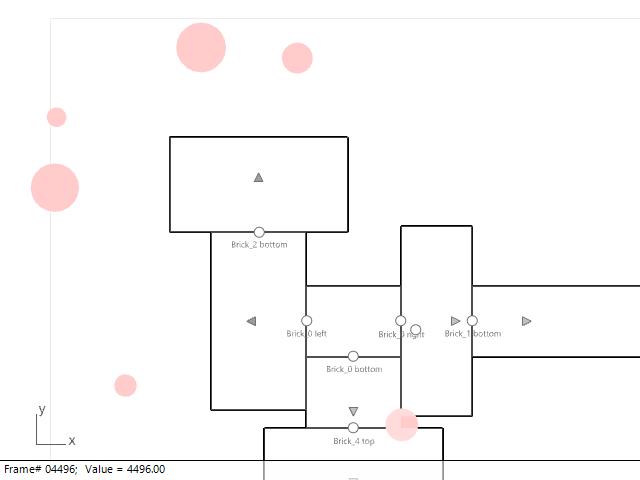 Brick_2 bottom
Brick_0 left
Brick_0 right
Brick_1 bottom
Brick_0 bottom
y
x
Brick_4 top
Frame# 04496; Value = 4496.00